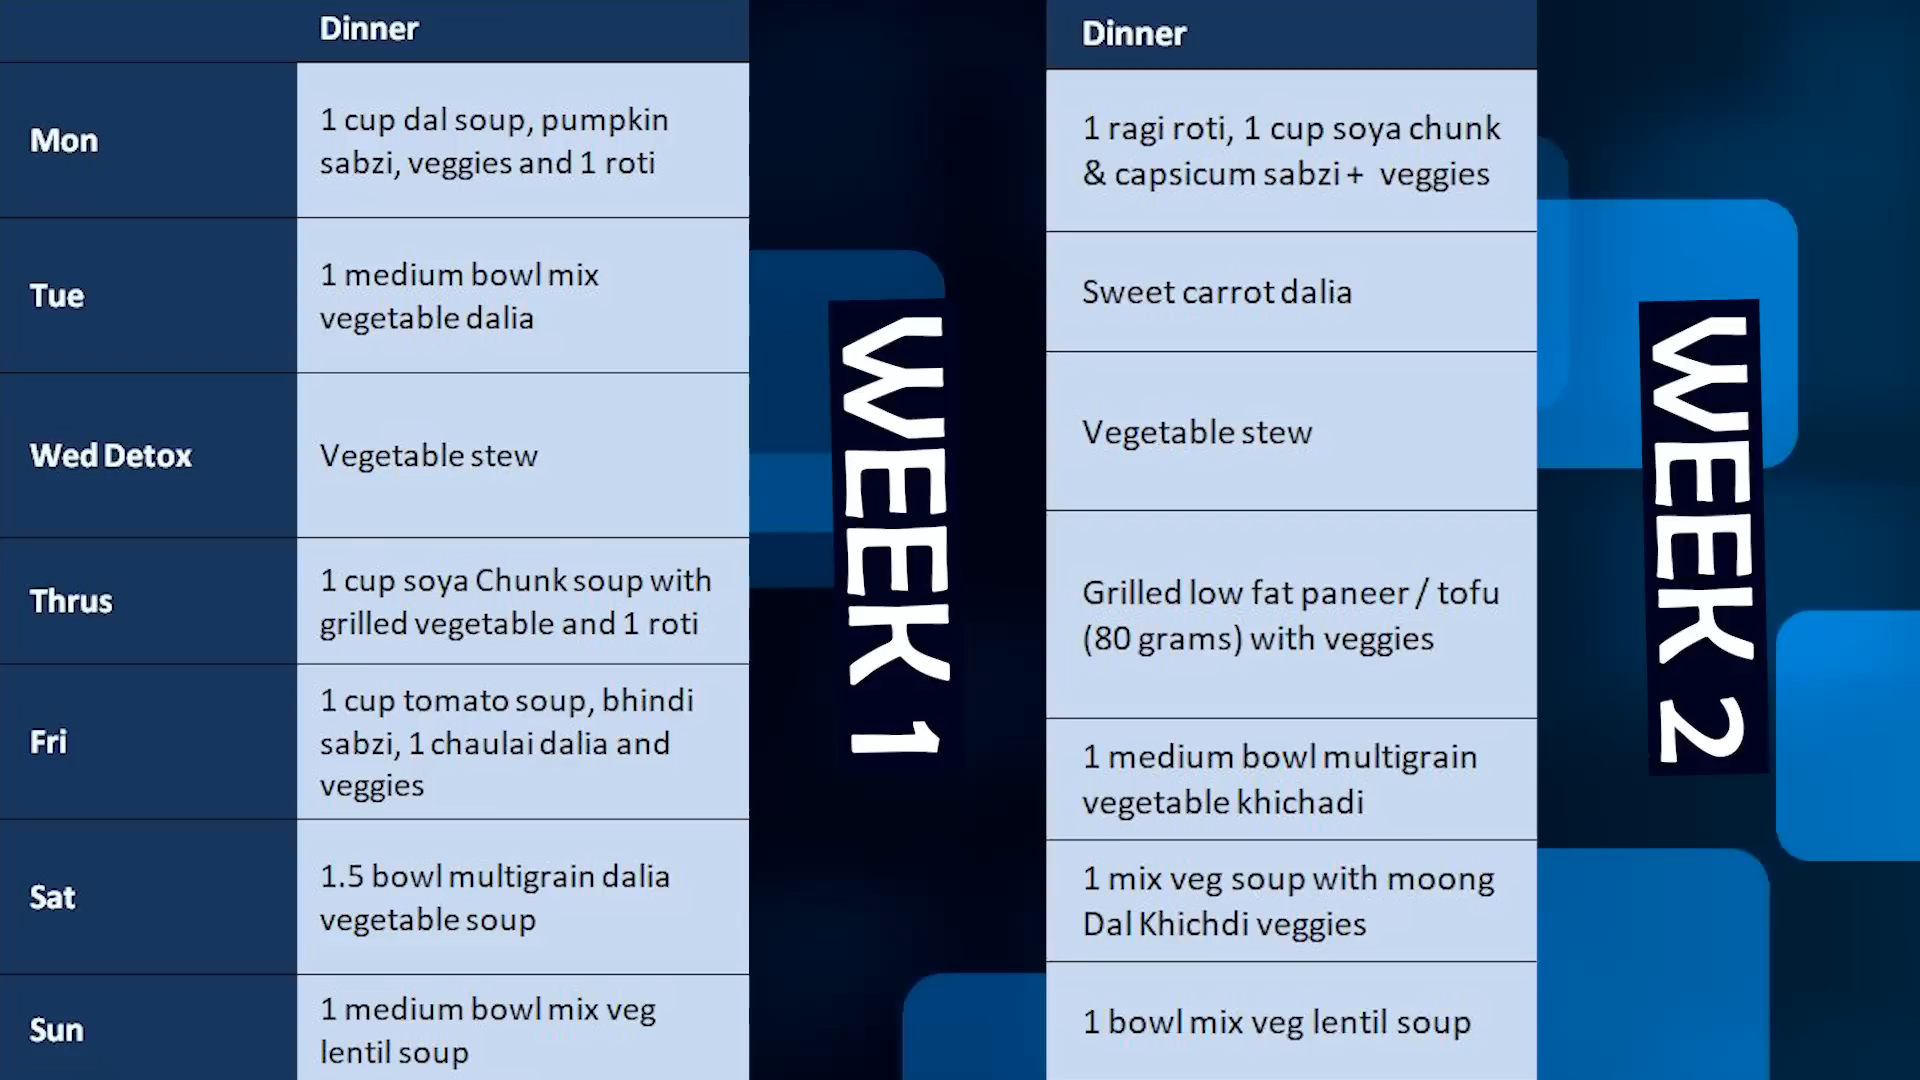 Dinner
Mon
1 cup dal soup, pumpkin
sabzi, veggies and 1 roti
Tue
1 medium bowl mix
vegetable dalia
Wed Detox
Vegetable stew
Thrus
1 cup soya Chunk soup with
grilled vegetable and 1 roti
Fri
1 cup tomato soup, bhindi
sabzi, 1 chaulai dalia and
veggies
Sat
1.5 bowl multigrain dalia
vegetable soup
Sun
1 medium bowl mix veg
lentil soup
WEEK 1
Dinner
1 ragi roti, 1 cup soya chunk
& capsicum sabzi + veggies
Sweet carrot dalia
Vegetable stew
Grilled low fat paneer / tofu
(80 grams) with veggies
1 medium bowl multigrain
vegetable khichadi
1 mix veg soup with moong
Dal Khichdi veggies
1 bowl mix veg lentil soup
WEEK 2